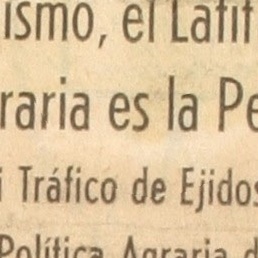 ismo, el Latif
raria es la Pe
i Tráfico de Ejidos
Política Agraria d